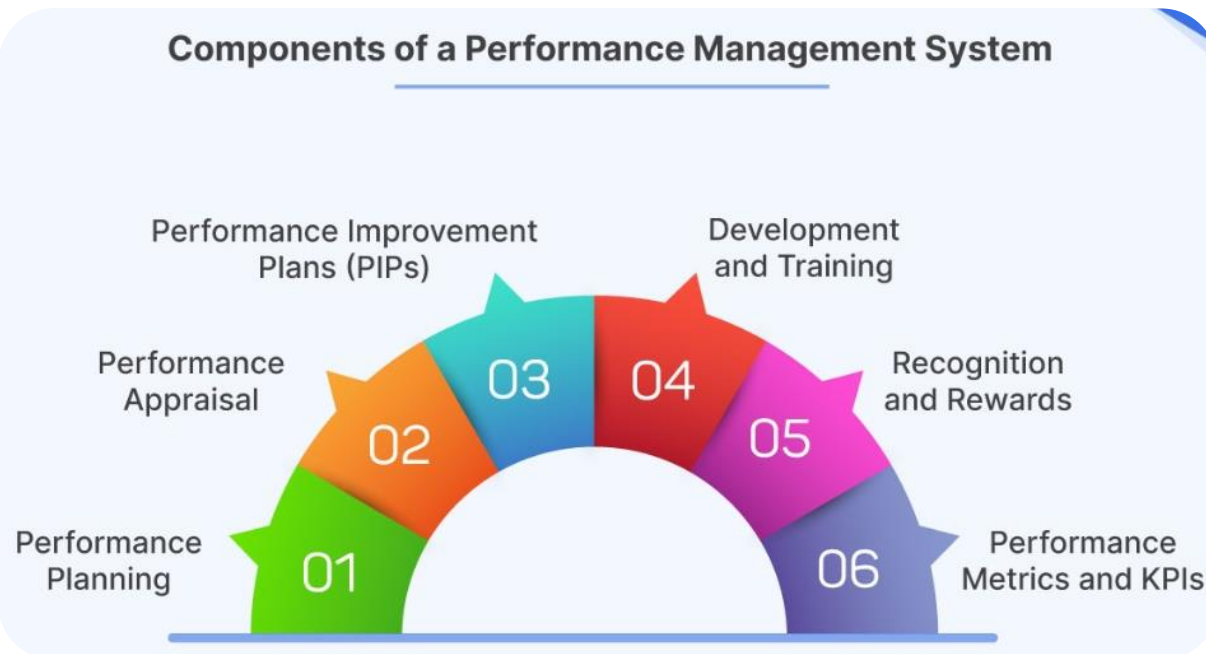 Components of a Performance Management System
Performance Improvement
Plans (PIPs)
Development
and Training
Performance
Appraisal
Recognition
and Rewards
Performance
Planning
Performance
Metrics and KPIs
01
02
03
04
05
06